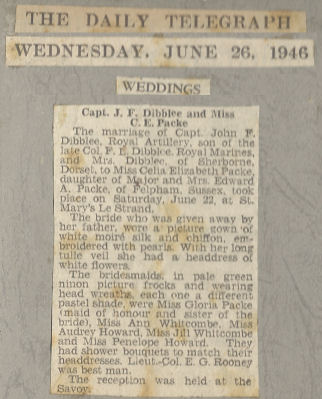 THE DAILY TELEGRAPH
WEDNESDAY, JUNE 26, 1946
WEDDINGS
Capt. J. F. Dibblee and Miss
C. E. Packe
The marriage of Capt. John F.
Dibblee, Royal Artillery, son of the
late Col. F. E. Dibblee, Royal Marines,
and Mrs. Dibblee, of Sherborne,
Dorset, to Miss Celia Elizabeth Packe,
daughter of Major and Mrs. Edward
A. Packe, of Felpham, Sussex, took
place on Saturday, June 22, at St.
Mary's Le Strand.
The bride who was given away by
her father, wore a picture gown of
white moiré silk and chiffon, em-
broidered with pearls. With her long
tulle veil she had a headdress of
white flowers.
The bridesmaids, in pale green
ninon picture frocks and wearing
head wreaths, each one a different
pastel shade, were Miss Gloria Packe
(maid of honour and sister of the
bride), Miss Ann Whitcombe, Miss
Audrey Howard, Miss Jill Whitcombe
and Miss Penelope Howard. They
had shower bouquets to match their
headdresses. Lieut.-Col. E. G. Rooney
was best man.
The reception was held at the
Savoy.